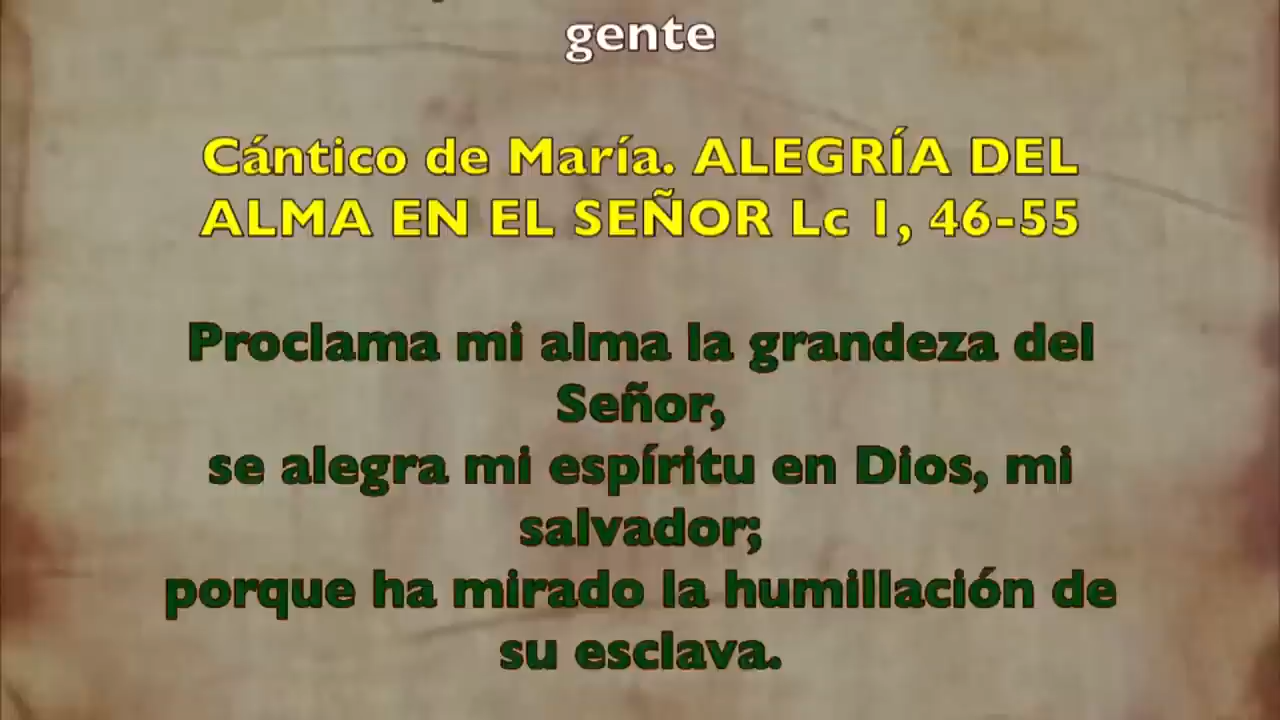 gente
Cántico de María. ALEGRÍA DEL
ALMA EN EL SEÑOR Lc 1, 46-55
Proclama mi alma la grandeza del
Señor,
se alegra mi espíritu en Dios, mi
salvador;
porque ha mirado la humillación de
su esclava.